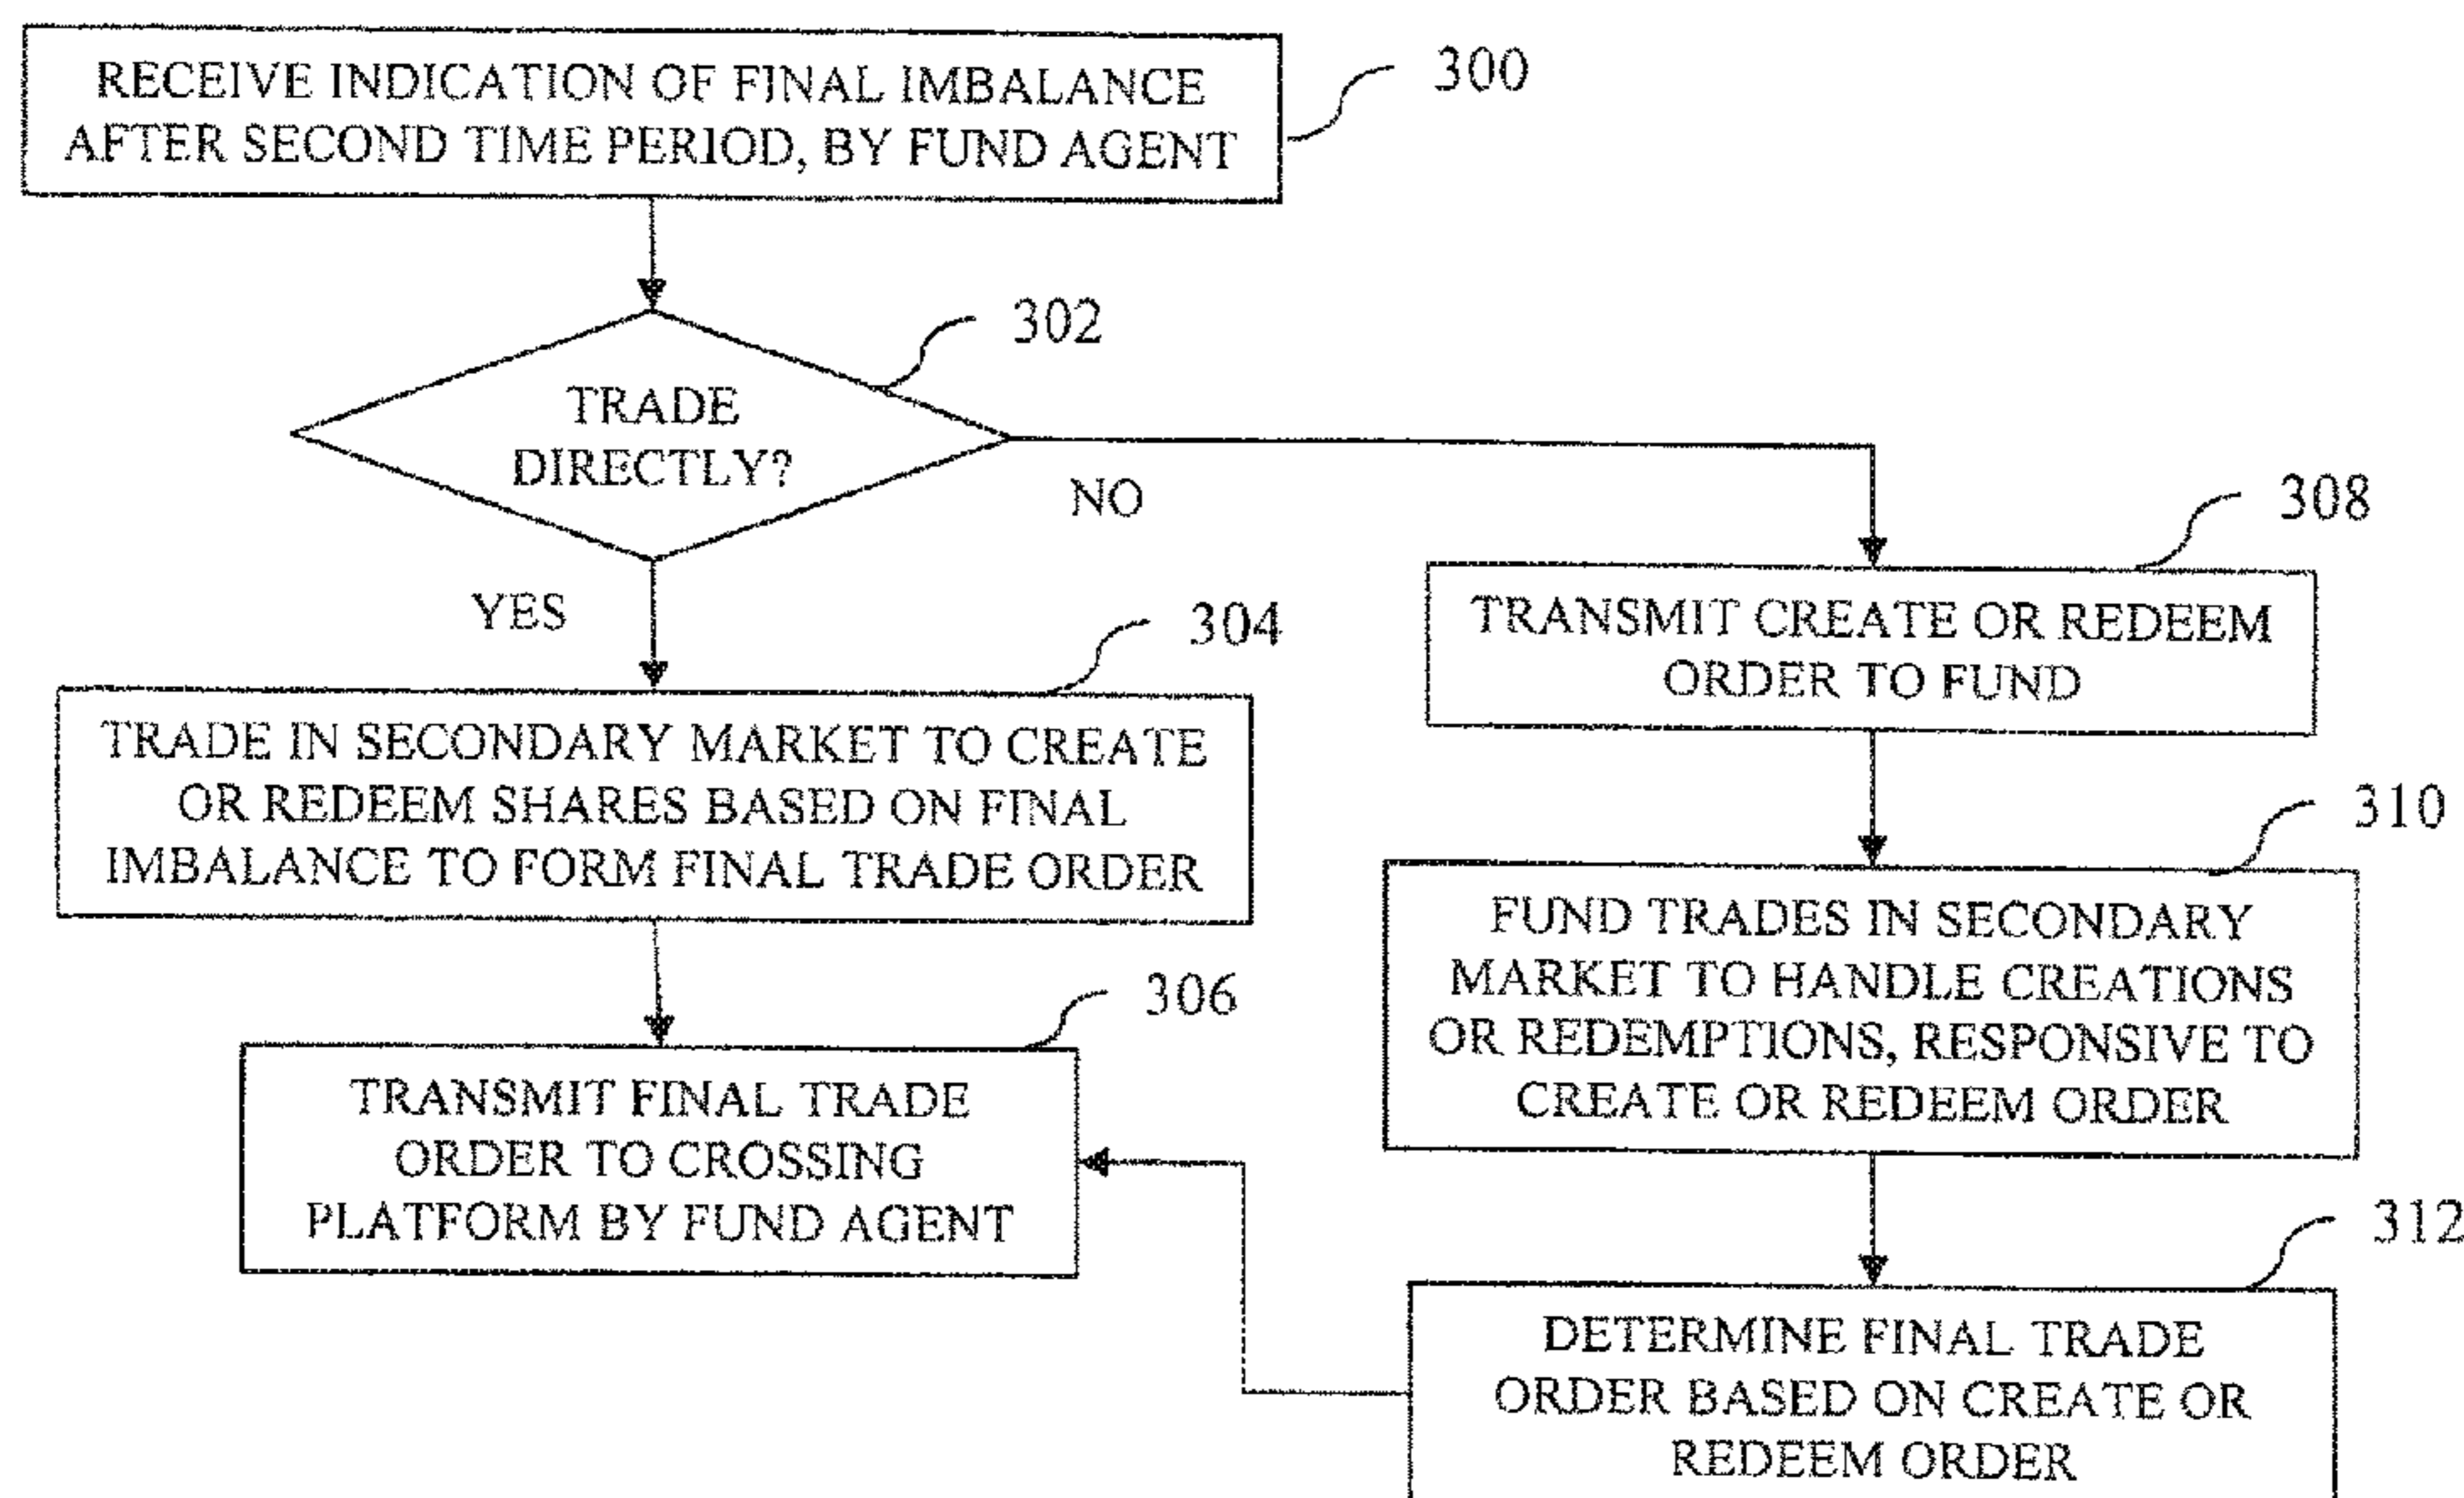 RECEIVE INDICATION OF FINAL IMBALANCE
AFTER SECOND TIME PERIOD, BY FUND AGENT
300
302
TRADE
DIRECTLY?
NO
YES
304
TRADE IN SECONDARY MARKET TO CREATE
OR REDEEM SHARES BASED ON FINAL
IMBALANCE TO FORM FINAL TRADE ORDER
306
TRANSMIT FINAL TRADE
ORDER TO CROSSING
PLATFORM BY FUND AGENT
308
TRANSMIT CREATE OR REDEEM
ORDER TO FUND
310
FUND TRADES IN SECONDARY
MARKET TO HANDLE CREATIONS
OR REDEMPTIONS, RESPONSIVE TO
CREATE OR REDEEM ORDER
312
DETERMINE FINAL TRADE
ORDER BASED ON CREATE OR
REDEEM ORDER